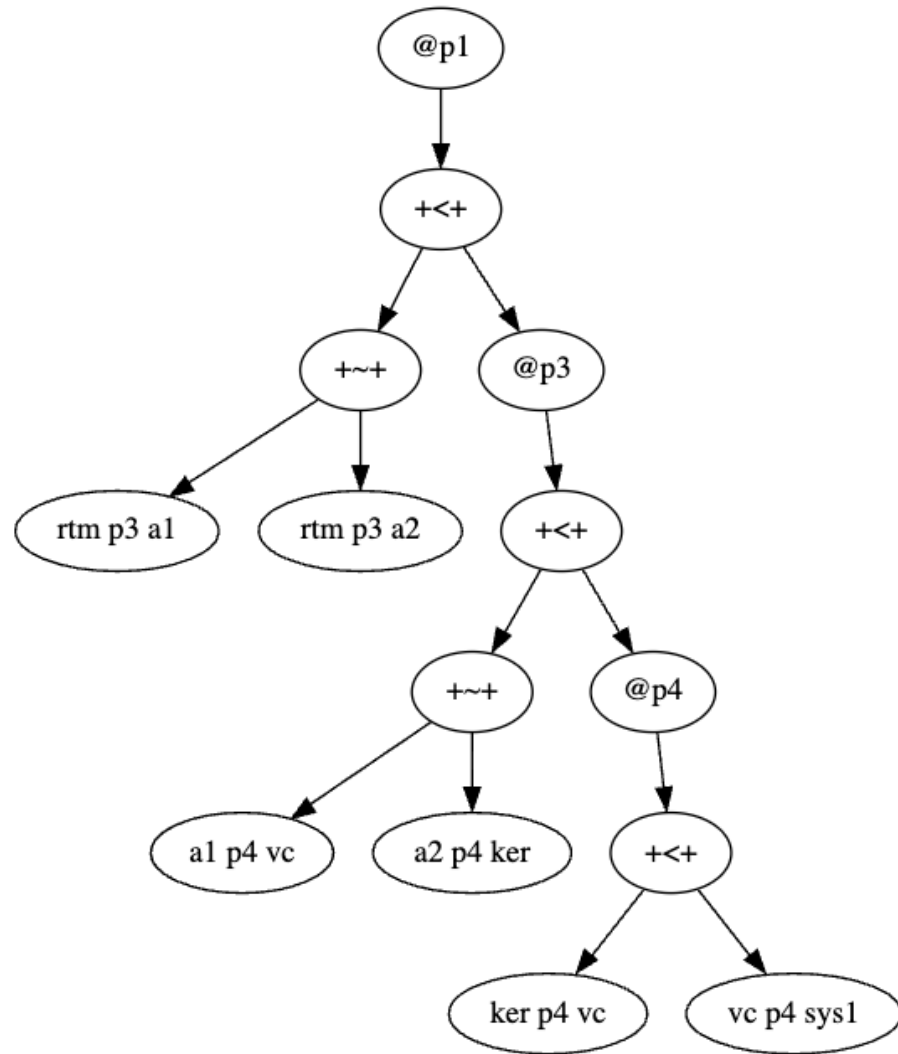 @p1
+<+
+~+
@p3
rtm p3 a1
rtm p3 a2
+<+
+~+
@p4
a1 p4 vc
a2 p4 ker
+<+
ker p4 vc
vc p4 sys1